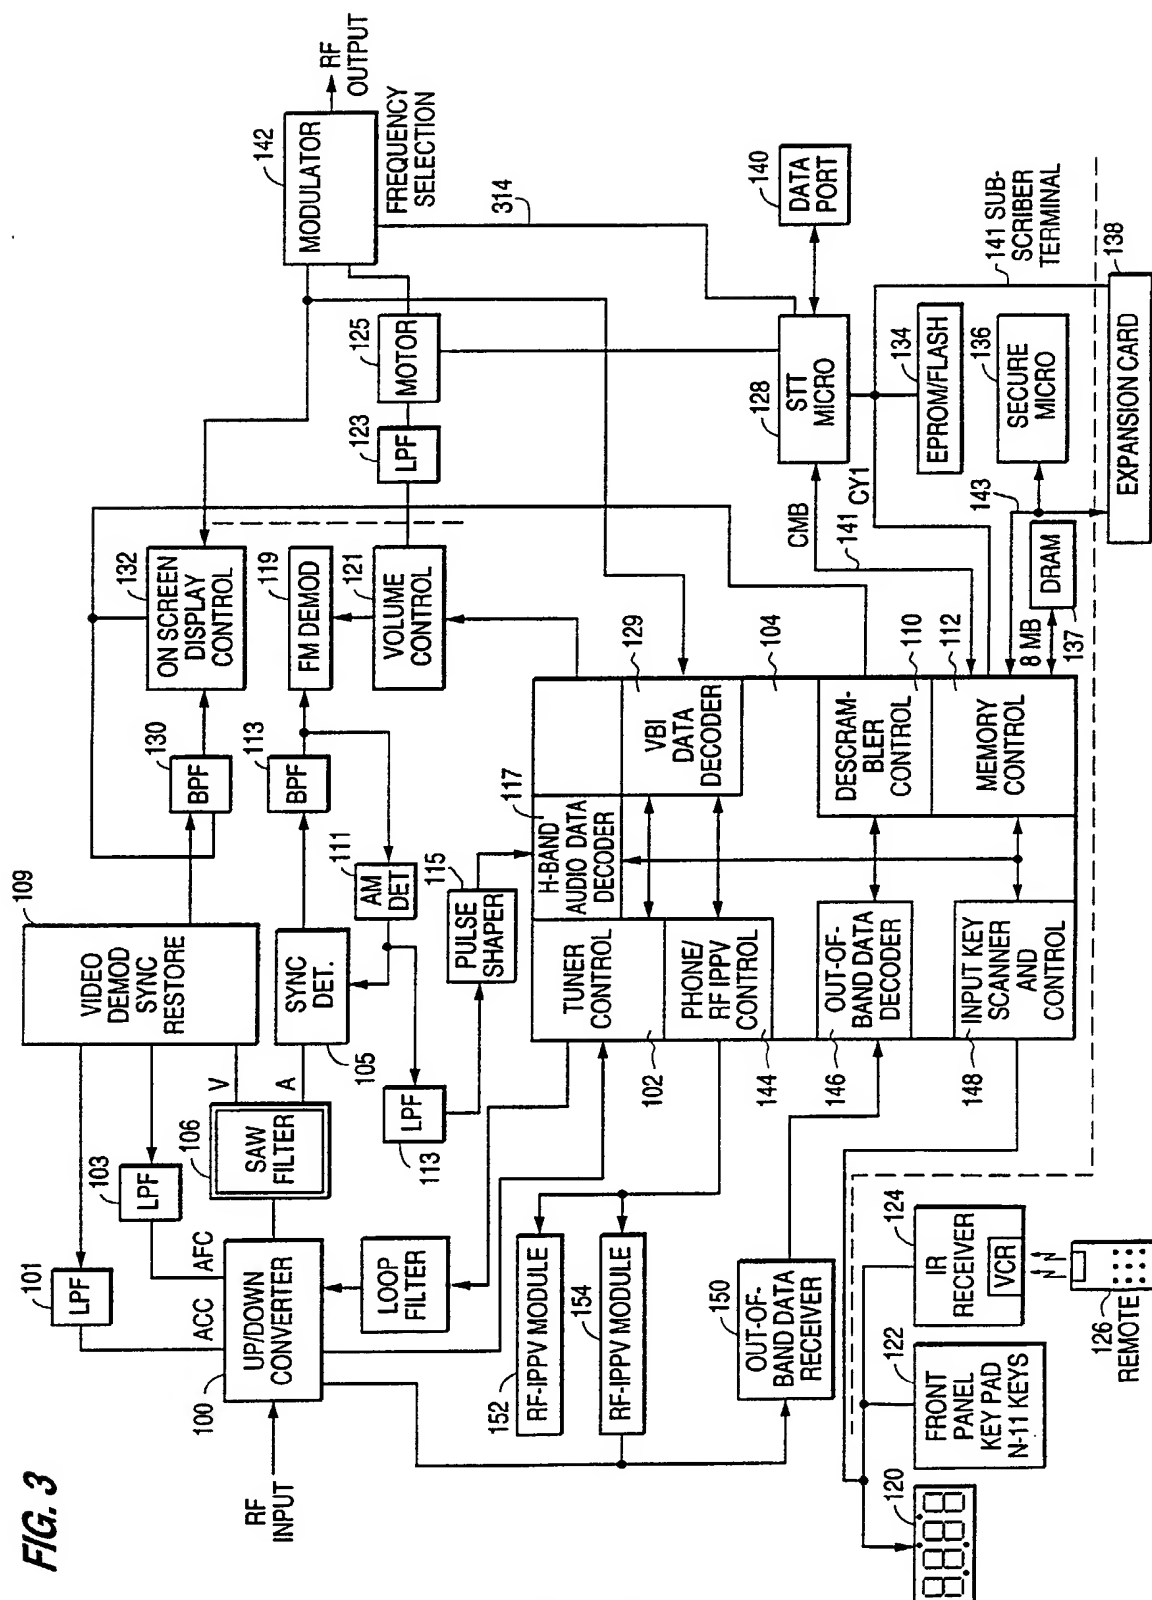 FIG. 3
RF
INPUT
100
UP/DOWN
CONVERTER
ACC
AFC
101
LPF
103
LPF
106
SAW
FILTER
V
A
109
VIDEO
DEMOD
SYNC
RESTORE
105
SYNC
DET.
130
BPF
113
BPF
132
ON SCREEN
DISPLAY
CONTROL
119
FM DEMOD
121
VOLUME
CONTROL
123
LPF
125
MOTOR
142
MODULATOR
RF
OUTPUT
FREQUENCY
SELECTION
314
111
AM
DET
LPF
113
115
PULSE
SHAPER
LOOP
FILTER
152
RF-IPPV MODULE
154
RF-IPPV MODULE
117
H-BAND
AUDIO DATA
DECODER
TUNER
CONTROL
102
PHONE/
RF IPPV
CONTROL
144
129
VBI
DATA
DECODER
104
DESCRAM-
BLER
CONTROL
110
MEMORY
CONTROL
112
OUT-OF-
BAND DATA
DECODER
146
INPUT KEY
SCANNER
AND
CONTROL
148
150
OUT-OF-
BAND DATA
RECEIVER
128
STT
MICRO
140
DATA
PORT
CMB
141
CY1
134
EPROM/FLASH
136
SECURE
MICRO
143
8 MB
DRAM
137
141 SUB-
SCRIBER
TERMINAL
138
EXPANSION CARD
120
88:88
122
FRONT
PANEL
KEY PAD
N-11 KEYS
124
IR
RECEIVER
VCR
126
REMOTE